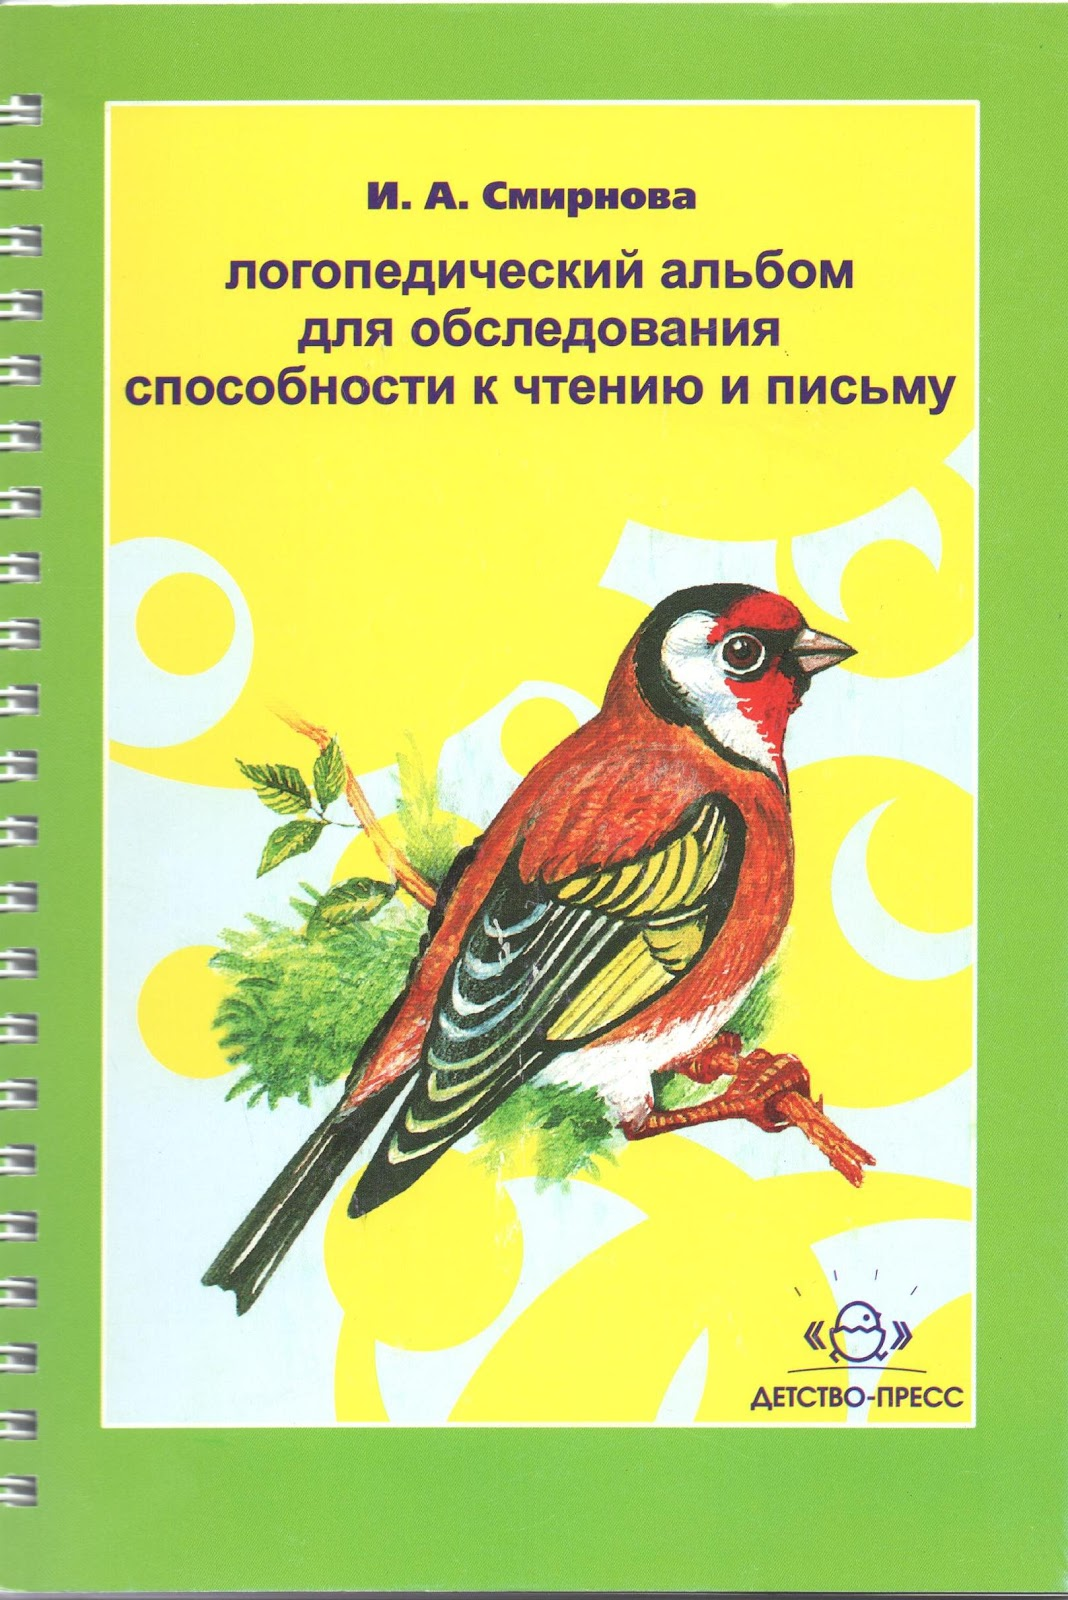 И. А. Смирнова
логопедический альбом
для обследования
способности к чтению и письму
ДЕТСТВО-ПРЕСС